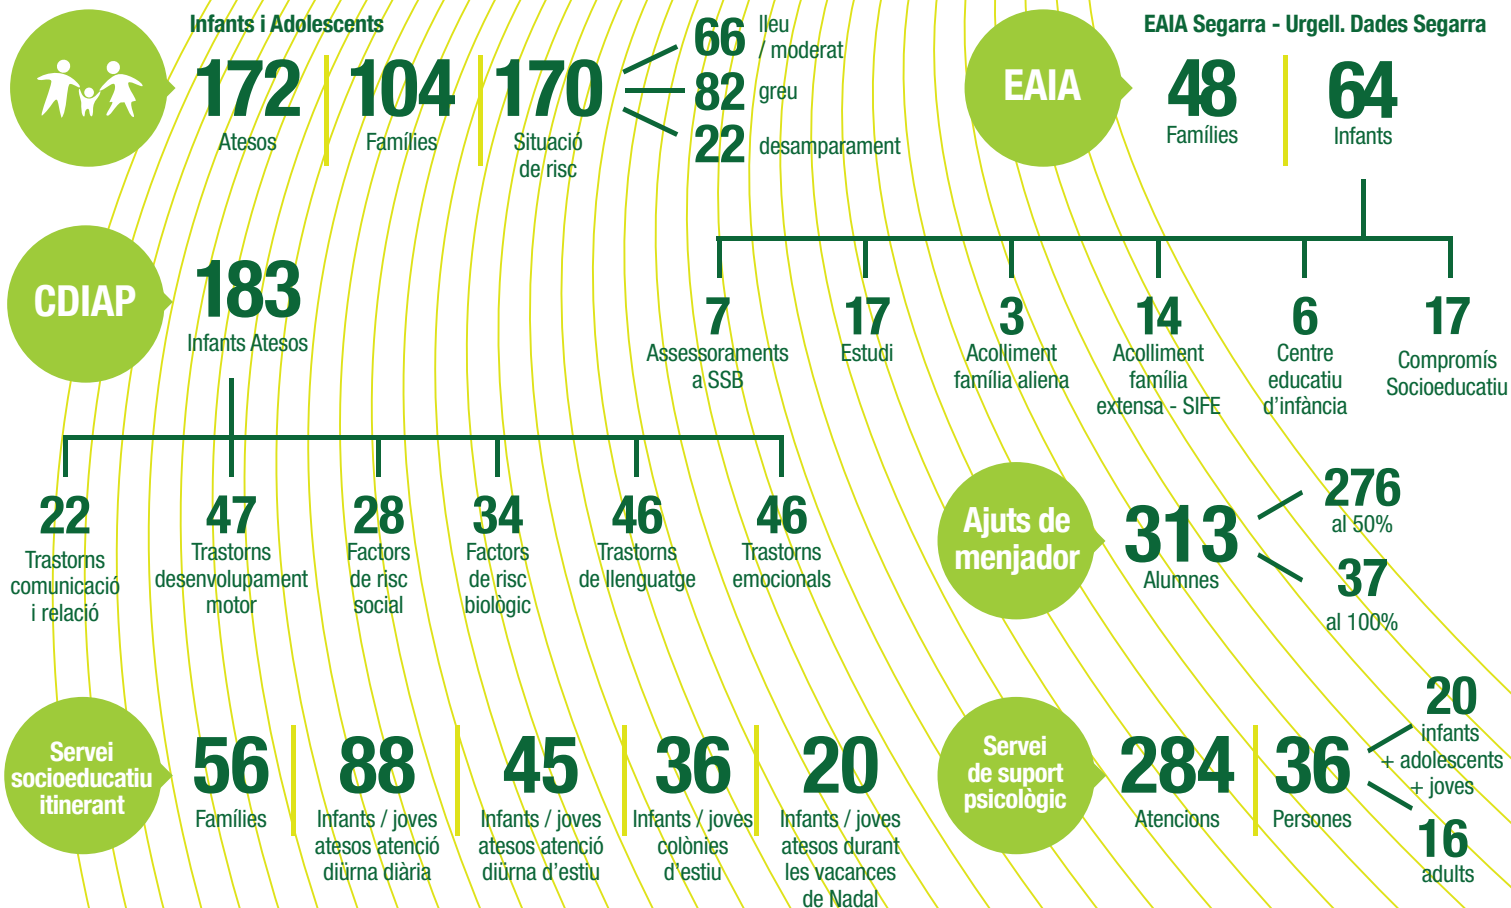 Infants i Adolescents
172
Atesos
104
Famílies
170
Situació
de risc
66
lleu
/ moderat
82
greu
22
desamparament
EAIA Segarra - Urgell. Dades Segarra
EAIA
48
Famílies
64
Infants
7
Assessoraments
a SSB
17
Estudi
3
Acolliment
família aliena
14
Acolliment
família
extensa - SIFE
6
Centre
educatiu
d'infància
17
Compromís
Socioeducatiu
CDIAP
183
Infants Atesos
22
Trastorns
comunicació
i relació
47
Trastorns
desenvolupament
motor
28
Factors
de risc
social
34
Factors
de risc
biològic
46
Trastorns
de llenguatge
46
Trastorns
emocionals
Ajuts de
menjador
313
Alumnes
276
al 50%
37
al 100%
Servei
socioeducatiu
itinerant
56
Famílies
88
Infants / joves
atesos atenció
diürna diària
45
Infants / joves
atesos atenció
diürna d'estiu
36
Infants / joves
colònies
d'estiu
20
Infants / joves
atesos durant
les vacances
de Nadal
Servei
de suport
psicològic
284
Atencions
36
Persones
20
infants
+ adolescents
+ joves
16
adults